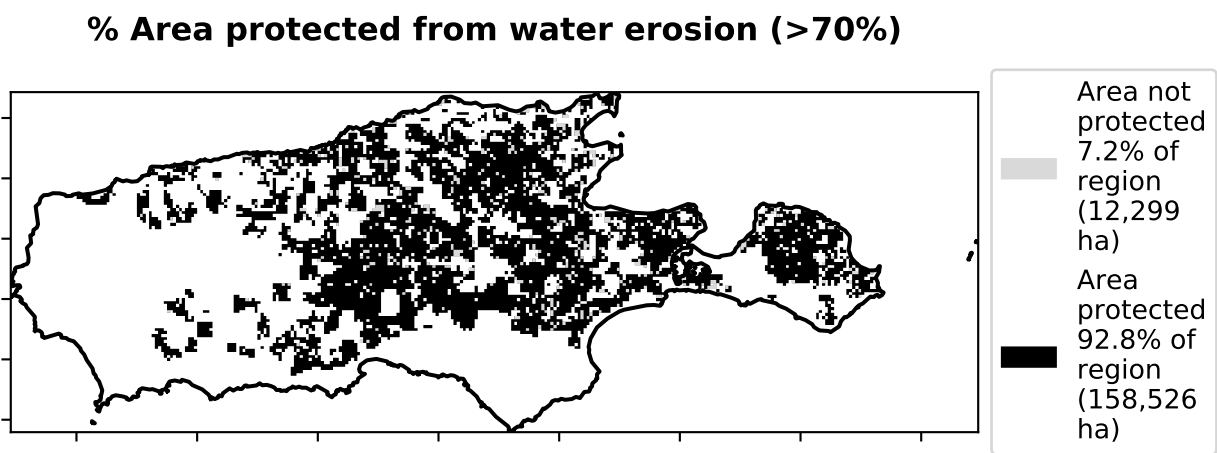 % Area protected from water erosion (>70%)
Area not
protected
7.2% of
region
(12,299
ha)
Area
protected
92.8% of
region
(158,526
ha)